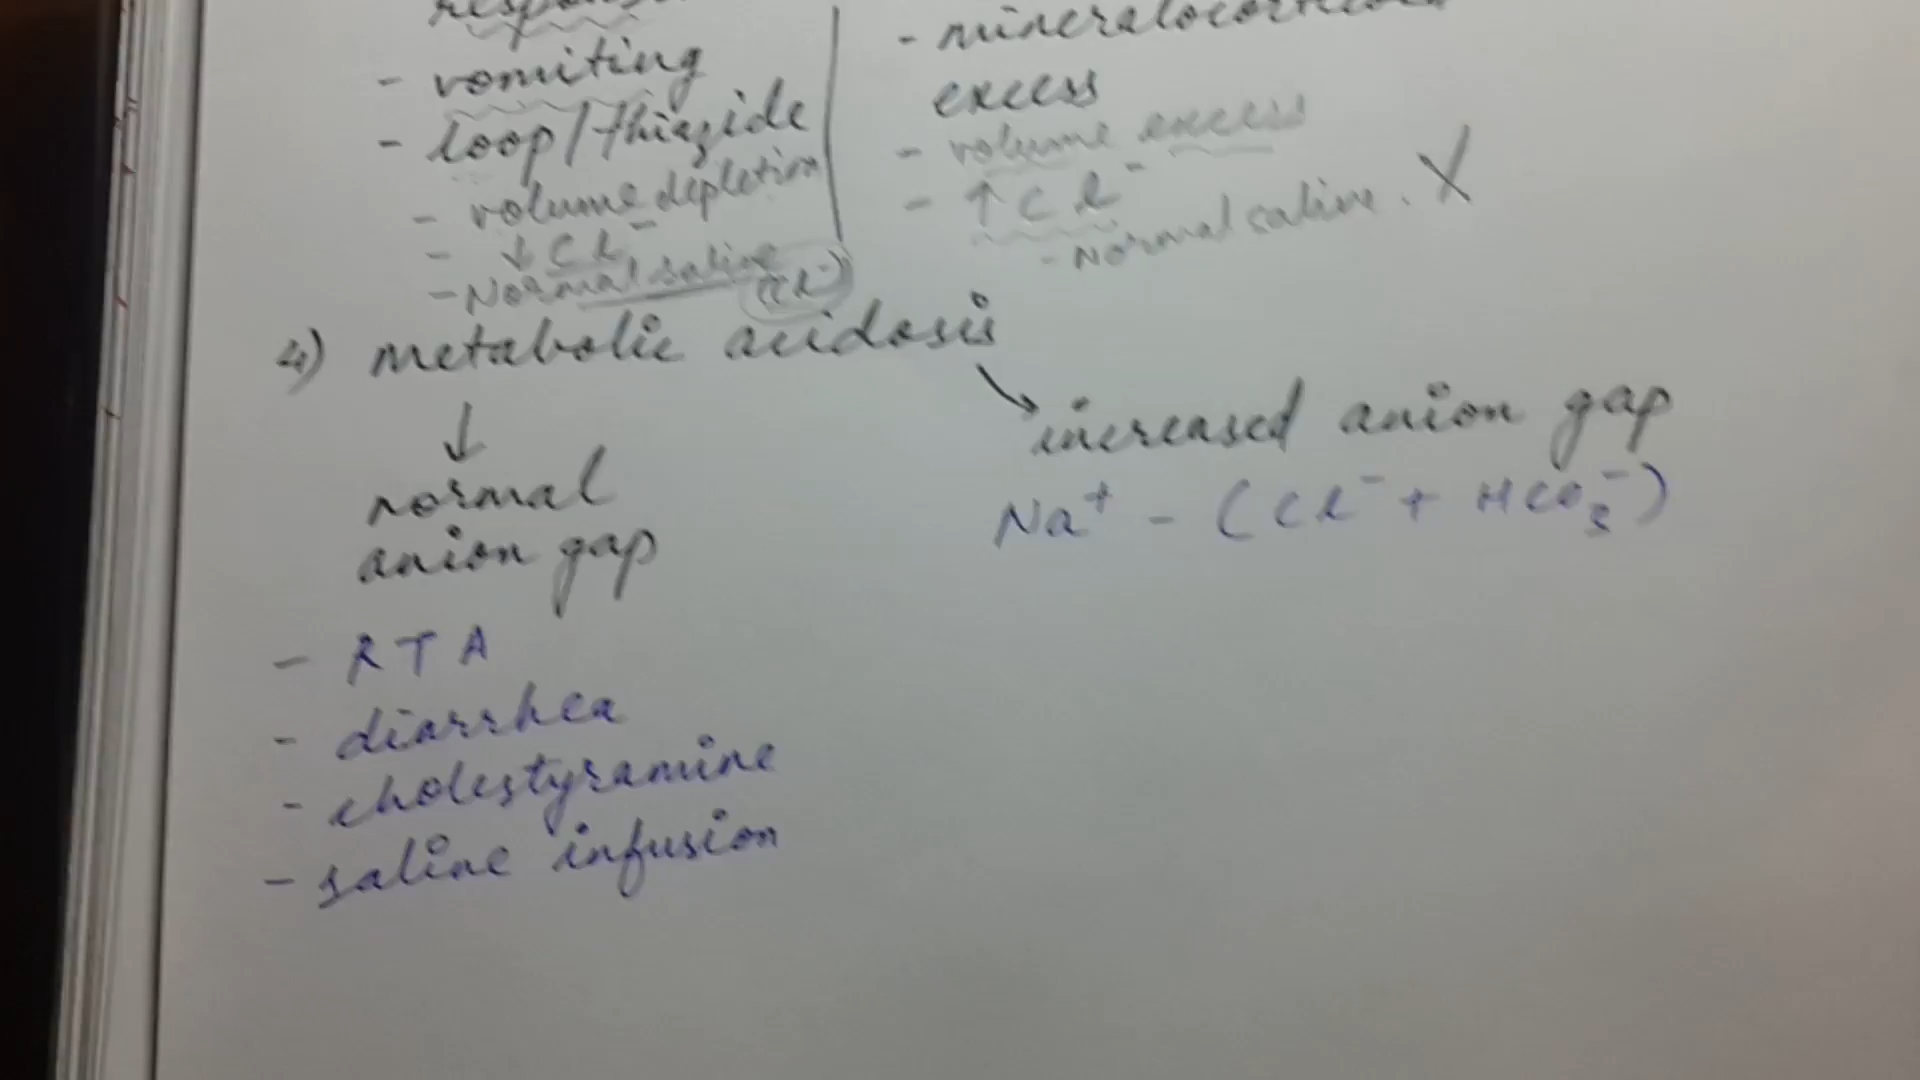 - vomiting
- loop/thiazide
- volume depletion
- ↓ Cl⁻
- Normal saline
(Cl⁻)
- mineralocorticoid
excess
- volume excess
- ↑ Cl⁻
- Normal saline. X
4) metabolic acidosis
↓
normal
anion gap
- RTA
- diarrhea
- cholestyramine
- saline infusion
↘ increased anion gap
Na⁺ - (Cl⁻ + HCO₃⁻)